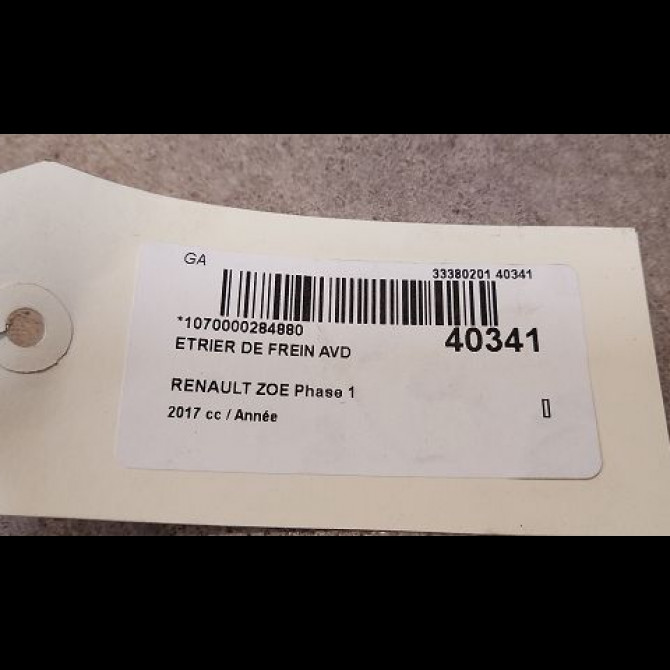 GA
33380201 40341
*1070000284880
40341
ETRIER DE FREIN AVD
RENAULT ZOE Phase 1
2017 cc / Année